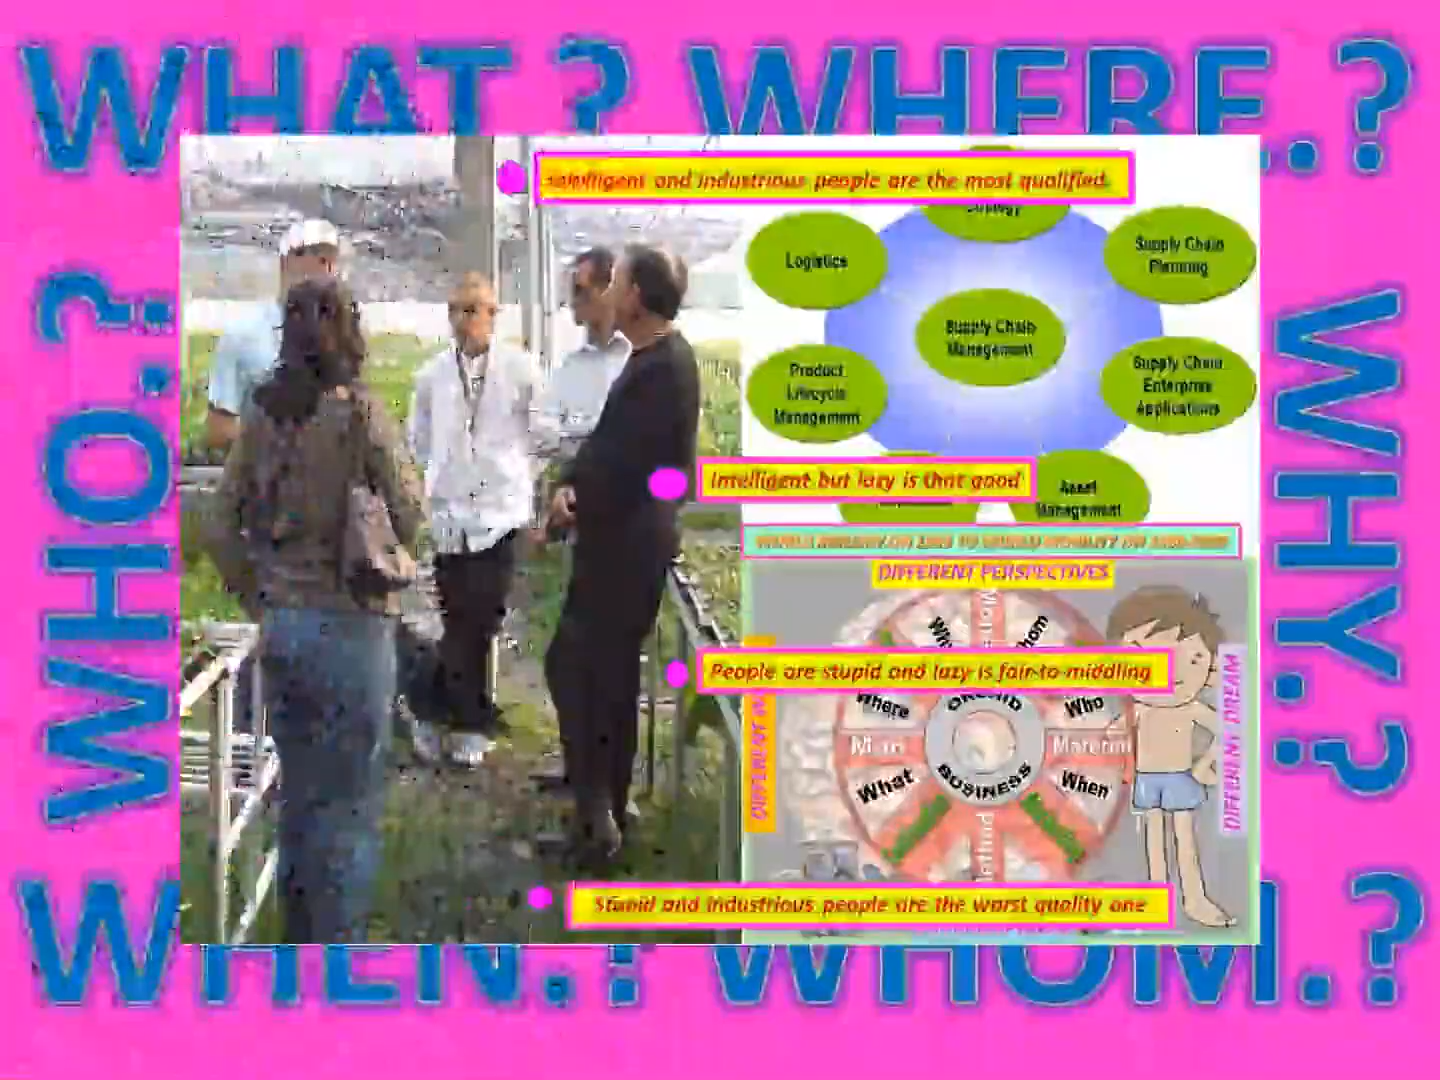 WHAT ? WHERE.?
WHO.?
WHY.?
WHEN.? WHOM.?
Intelligent and industrious people are the most qualified.
Logistics
Supply Chain
Planning
Supply Chain
Management
Product
Lifecycle
Management
Supply Chain
Enterprise
Applications
Intelligent but lazy is that good
Asset
Management
DIFFERENT PERSPECTIVES
People are stupid and lazy is fair-to-middling
Where
ORCHID
Who
Material
What
BUSINESS
When
DIFFERENT DREAM
Stupid and industrious people are the worst quality one